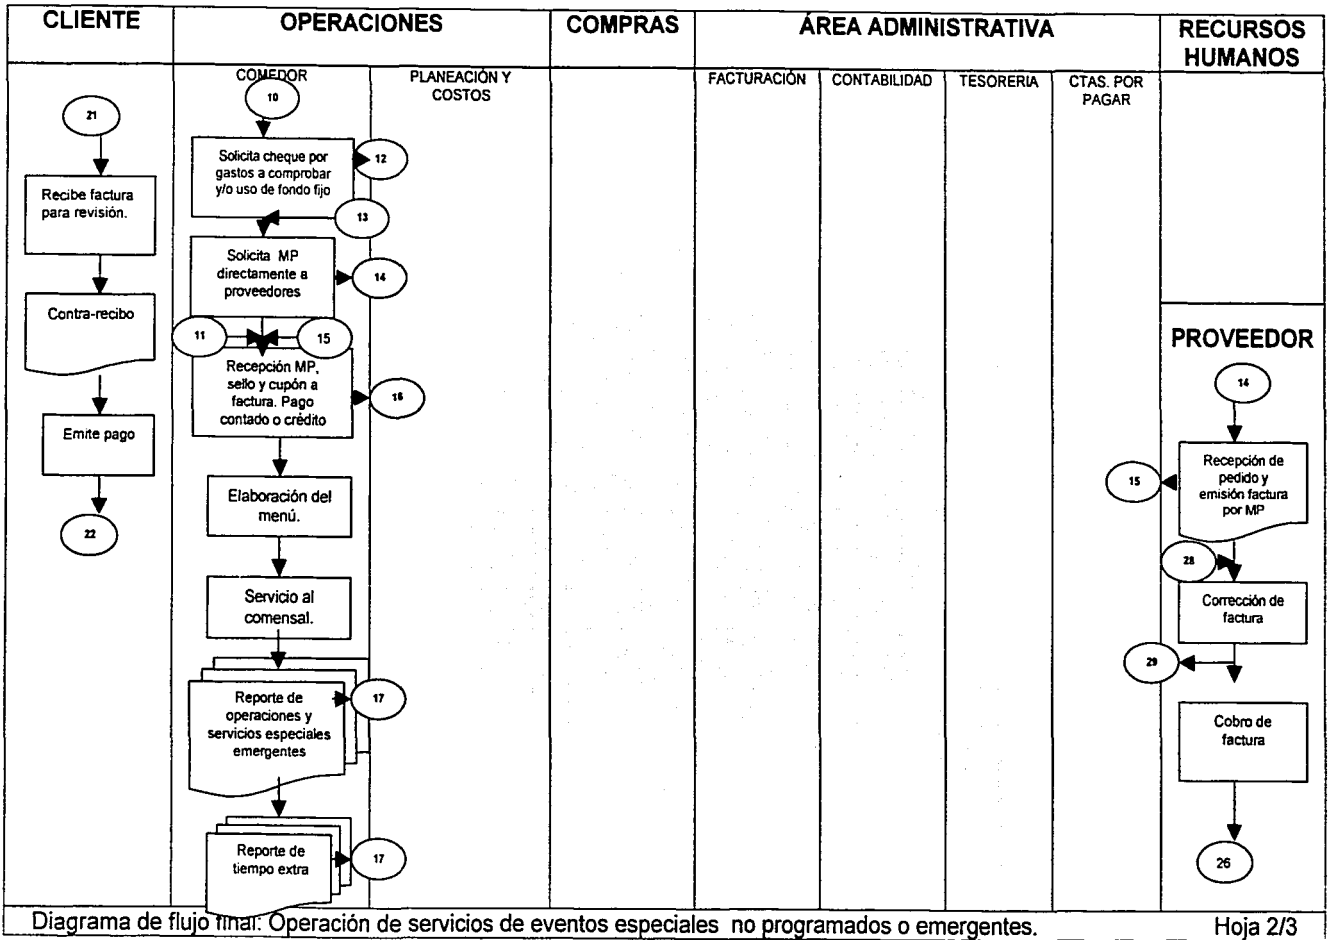 CLIENTE
OPERACIONES
COMPRAS
ÁREA ADMINISTRATIVA
RECURSOS
HUMANOS
COMEDOR
PLANEACIÓN Y
COSTOS
FACTURACIÓN
CONTABILIDAD
TESORERIA
CTAS. POR
PAGAR
21
Recibe factura
para revisión.
Contra-recibo
Emite pago
22
10
Solicita cheque por
gastos a comprobar
y/o uso de fondo fijo
12
13
Solicita MP
directamente a
proveedores
14
11
15
Recepción MP,
sello y cupón a
factura. Pago
contado o crédito
16
Elaboración del
menú.
Servicio al
comensal.
Reporte de
operaciones y
servicios especiales
emergentes
17
Reporte de
tiempo extra
17
PROVEEDOR
14
Recepción de
pedido y
emisión factura
por MP
15
28
Corrección de
factura
29
Cobro de
factura
26
Diagrama de flujo final: Operación de servicios de eventos especiales no programados o emergentes.
Hoja 2/3